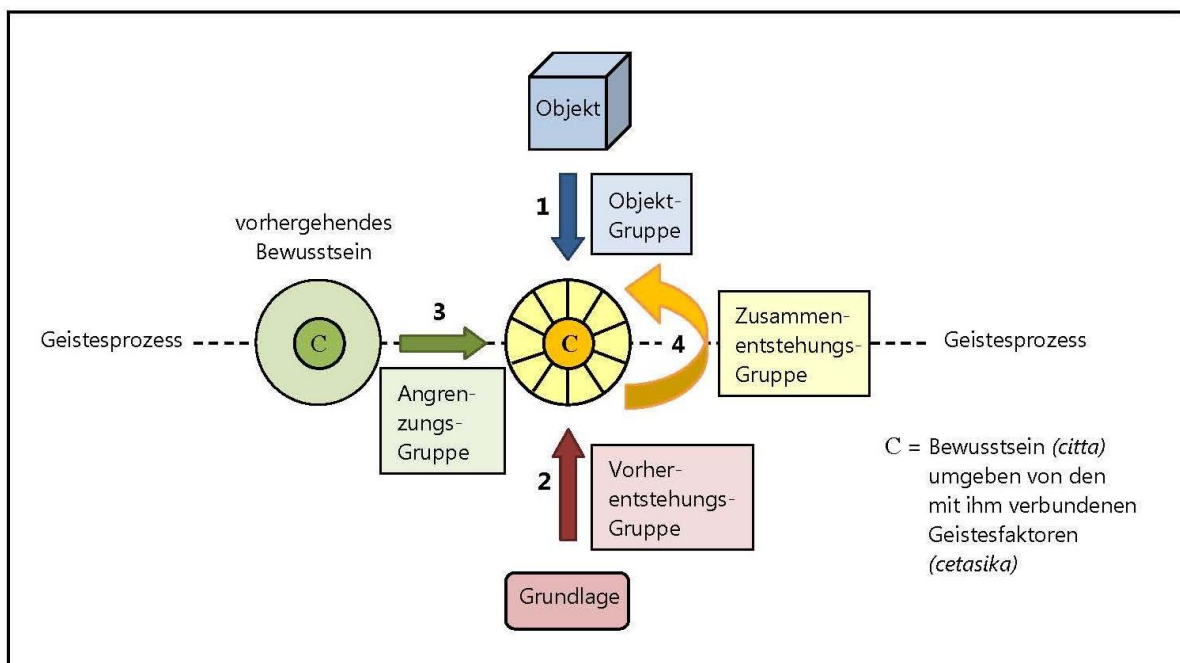 Objekt
1
Objekt-
Gruppe
vorhergehendes
Bewusstsein
Geistesprozess
C
3
Angren-
zungs-
Gruppe
C
4
Zusammen-
entstehungs-
Gruppe
Geistesprozess
2
Vorher-
entstehungs-
Gruppe
Grundlage
C = Bewusstsein (citta)
umgeben von den
mit ihm verbundenen
Geistesfaktoren
(cetasika)